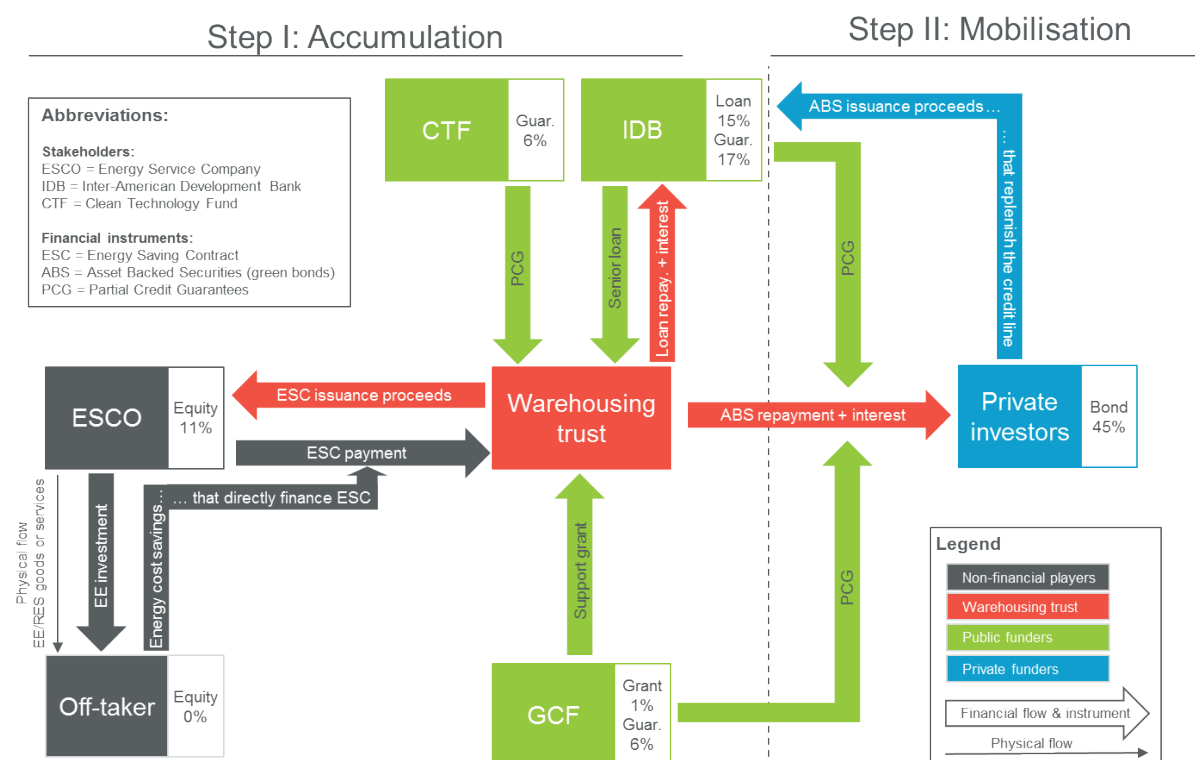 Step I: Accumulation
Step II: Mobilisation
Abbreviations:
Stakeholders:
ESCO = Energy Service Company
IDB = Inter-American Development Bank
CTF = Clean Technology Fund
Financial instruments:
ESC = Energy Saving Contract
ABS = Asset Backed Securities (green bonds)
PCG = Partial Credit Guarantees
CTF
Guar.
6%
IDB
Loan
15%
Guar.
17%
ABS issuance proceeds...
... that replenish the credit line
PCG
Senior loan
Loan repay. + interest
PCG
ESCO
Equity
11%
ESC issuance proceeds
ESC payment
Warehousing
trust
ABS repayment + interest
Private
investors
Bond
45%
Physical flow
EE/RES goods or services
EE investment
Energy cost savings...
... that directly finance ESC
Support grant
PCG
Off-taker
Equity
0%
GCF
Grant
1%
Guar.
6%
Legend
Non-financial players
Warehousing trust
Public funders
Private funders
Financial flow & instrument
Physical flow